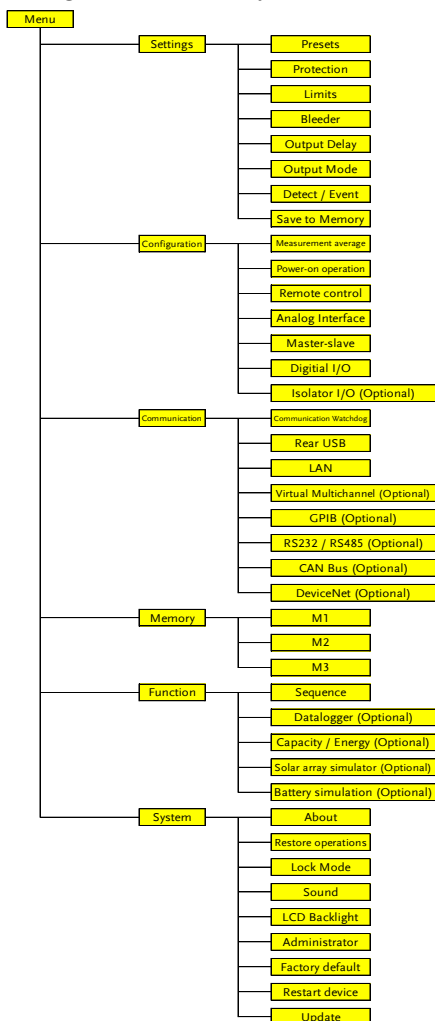 Menu
Settings
Presets
Protection
Limits
Bleeder
Output Delay
Output Mode
Detect / Event
Save to Memory
Configuration
Measurement average
Power-on operation
Remote control
Analog Interface
Master-slave
Digitial I/O
Isolator I/O (Optional)
Communication
Communication Watchdog
Rear USB
LAN
Virtual Multichannel (Optional)
GPIB (Optional)
RS232 / RS485 (Optional)
CAN Bus (Optional)
DeviceNet (Optional)
Memory
M1
M2
M3
Function
Sequence
Datalogger (Optional)
Capacity / Energy (Optional)
Solar array simulator (Optional)
Battery simulation (Optional)
System
About
Restore operations
Lock Mode
Sound
LCD Backlight
Administrator
Factory default
Restart device
Update